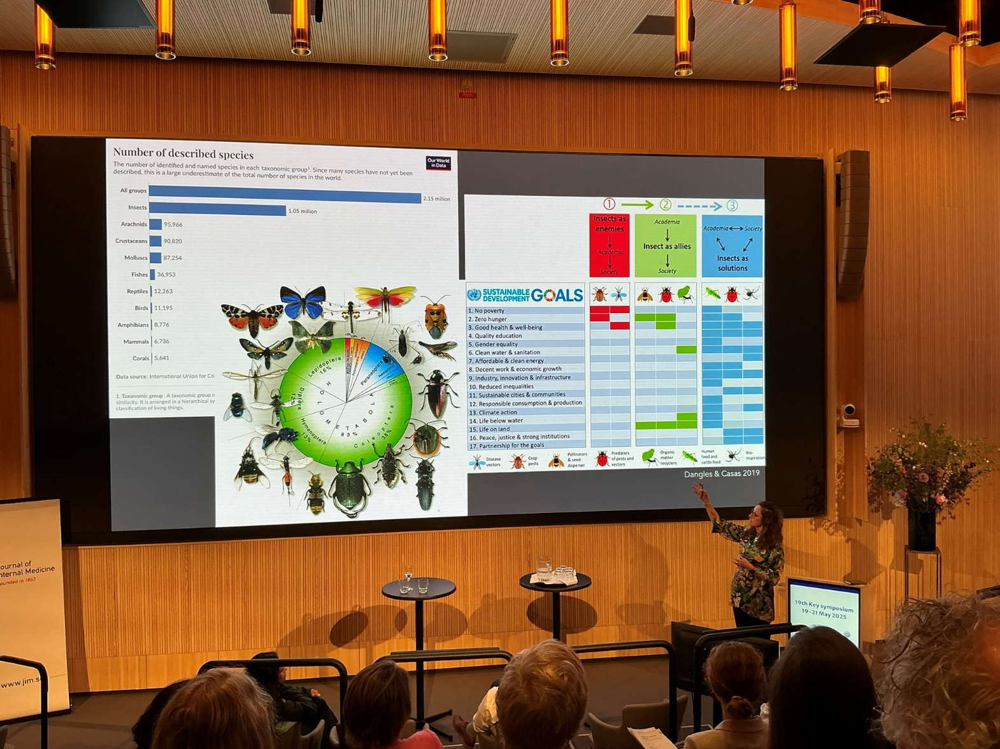 Number of described species
The number of identified and named species in each taxonomic group¹. Since many species have not yet been
described, this is a large underestimate of the total number of species in the world.
Our World
in Data
All groups 2.15 million
Insects 1.05 million
Arachnids 95,966
Crustaceans 90,820
Molluscs 87,254
Fishes 36,953
Reptiles 12,263
Birds 11,195
Amphibians 8,776
Mammals 6,736
Corals 5,641
Data source: International Union for Co
1. Taxonomic group: A taxonomic group i
similarity. It is arranged in a hierarchical sy
classification of living things.
Lepidoptera
16%
Diptera
12%
Hymenoptera
13%
Coleoptera
38%
HOLOMETABOLA
83%
Paraneoptera
① ② ③
Insects as
enemies
Academia
Society
Academia
Insect as allies
Society
Academia Society
Insects as
solutions
SUSTAINABLE
DEVELOPMENT
GOALS
1. No poverty
2. Zero hunger
3. Good health & well-being
4. Quality education
5. Gender equality
6. Clean water & sanitation
7. Affordable & clean energy
8. Decent work & economic growth
9. Industry, innovation & infrastructure
10. Reduced inequalities
11. Sustainable cities & communities
12. Responsible consumption & production
13. Climate action
14. Life below water
15. Life on land
16. Peace, justice & strong institutions
17. Partnership for the goals
Disease
vectors
Crop
pests
Pollinators
& seed
disperser
Predators
of pests and
vectors
Organic
matter
recyclers
Human
food and
cattle feed
Bio-
inspiration
Dangles & Casas 2019
ournal of
nternal Medicine
ounded in 1863
www.jim.s
19th Key symposium
19-21 May 2025